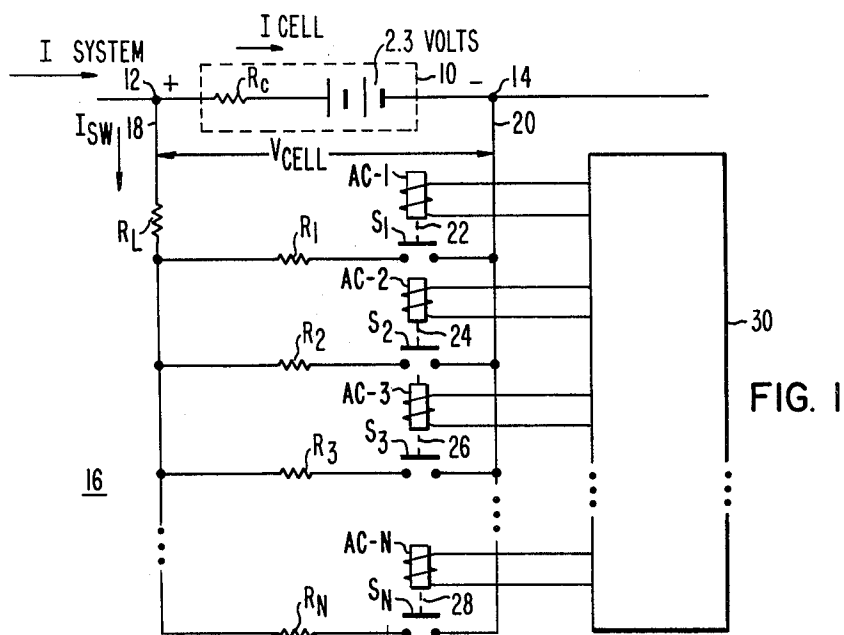 I SYSTEM
I CELL
2.3 VOLTS
12 + Rc 10 - 14
ISW 18
20
VCELL
AC-1
RL
R1
S1
22
AC-2
R2
S2
24
30
AC-3
R3
S3
26
FIG. 1
16
AC-N
RN
SN
28